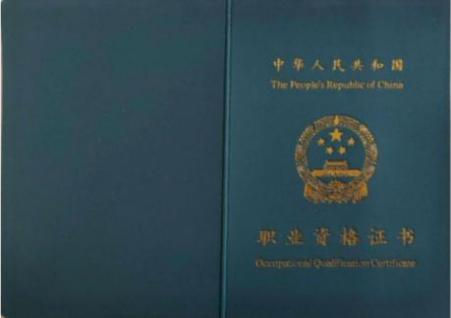 中华人民共和国
The People's Republic of China
职业资格证书
Occupational Qualification Certificate